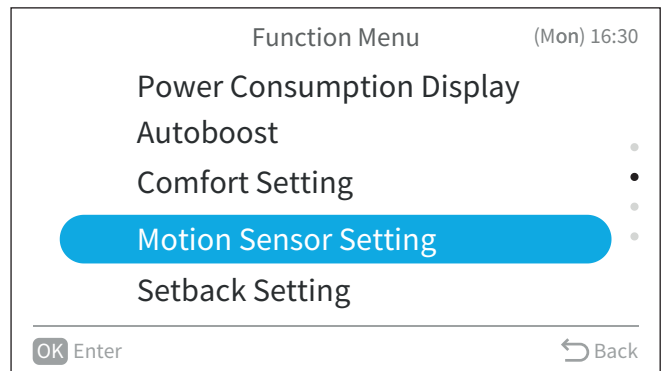 Function Menu (Mon) 16:30
Power Consumption Display
Autoboost
Comfort Setting
Motion Sensor Setting
Setback Setting
OK Enter Back